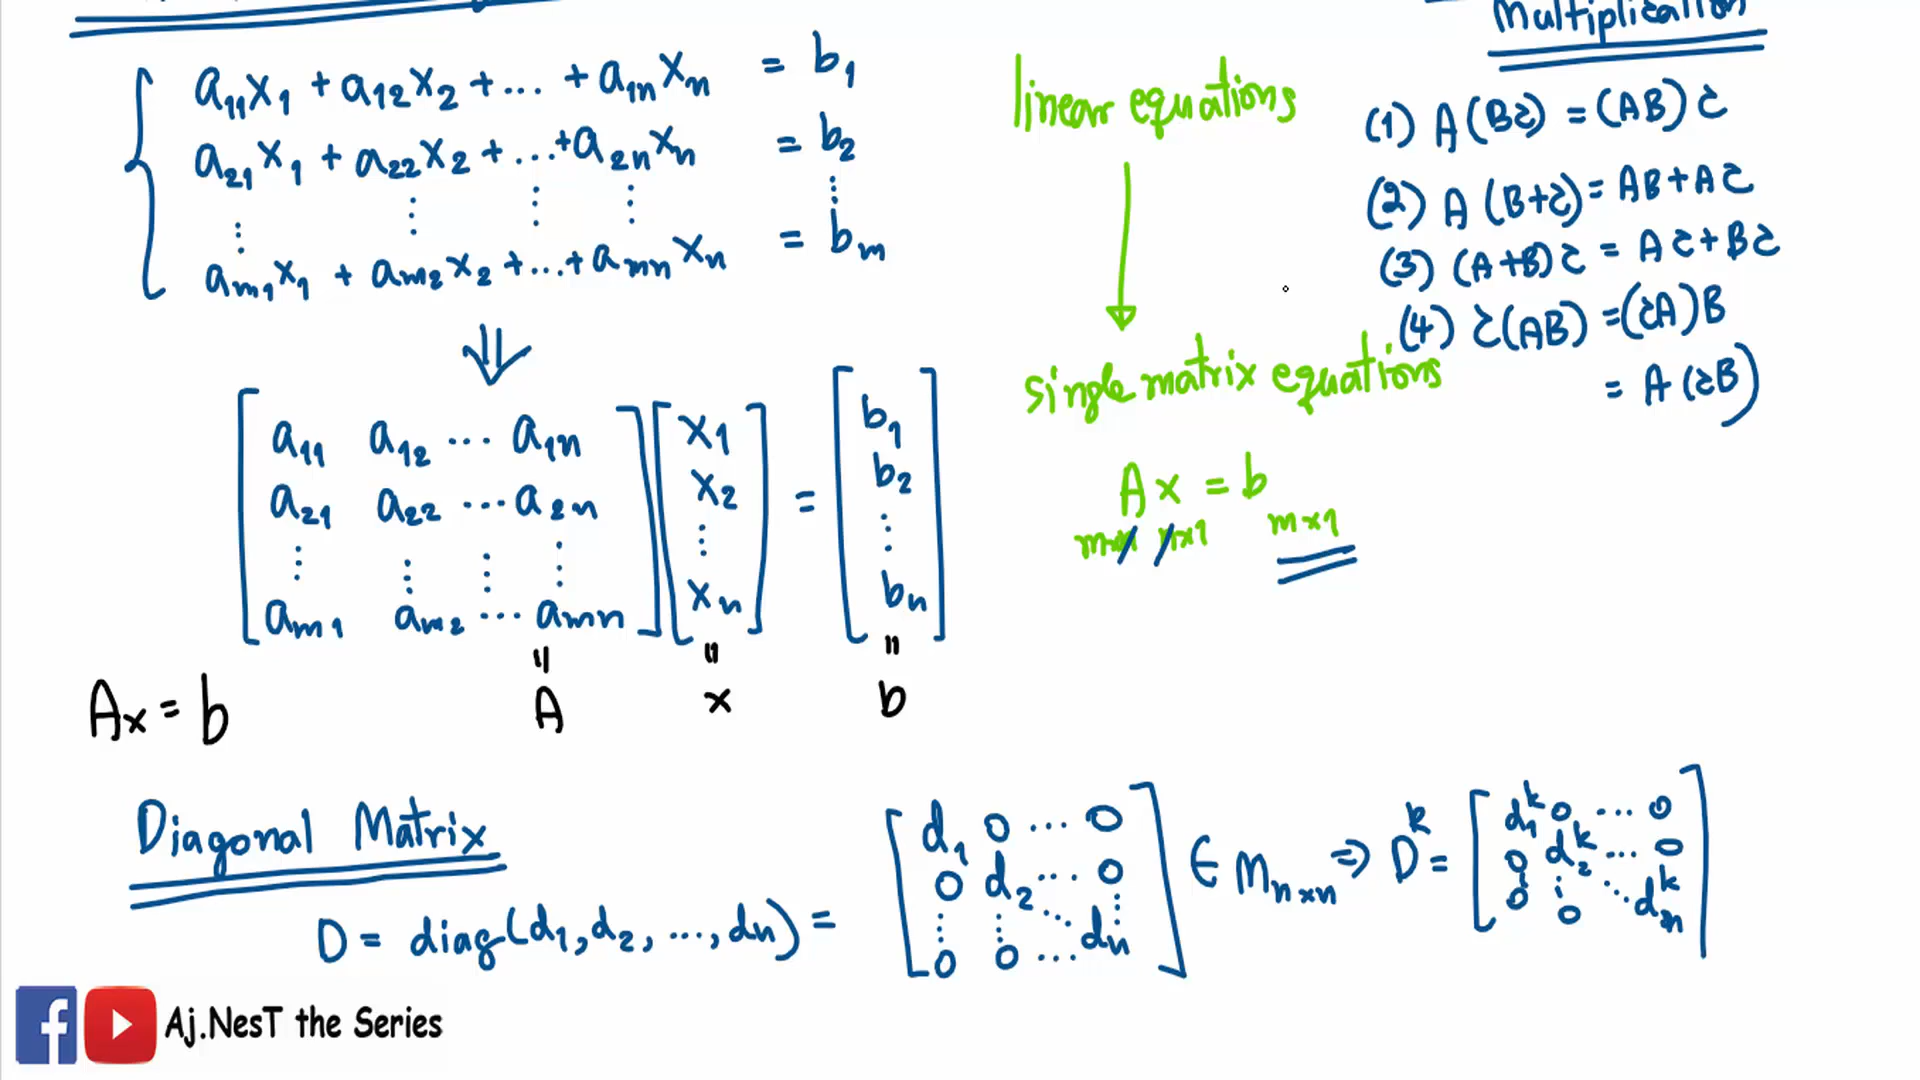 Multiplication
a11x1 + a12x2 + ... + a1nxn = b1
a21x1 + a22x2 + ... + a2nxn = b2
⋮ ⋮ ⋮ ⋮ ⋮
am1x1 + am2x2 + ... + amnxn = bm
linear equations
single matrix equations
Ax = b
m×n n×1 m×1
(1) A(BC) = (AB)C
(2) A(B+C) = AB+AC
(3) (A+B)C = AC+BC
(4) C(AB) = (CA)B
= A(CB)
a11 a12 ... a1n x1 b1
a21 a22 ... a2n x2 = b2
⋮ ⋮ ⋮ ⋮ ⋮ ⋮
am1 am2 ... amn xn bn
= = =
Ax = b A x b
Diagonal Matrix
D = diag(d1, d2, ..., dn) =
d1 0 ... 0
0 d2 ... 0
⋮ ⋮ ⋱ ⋮ dn
0 0 ...
∈ Mn×n ⇒ D^k =
d1^k 0 ... 0
0 d2^k ... 0
⋮ ⋮ ⋱ dn^k
0 0
Aj.NesT the Series